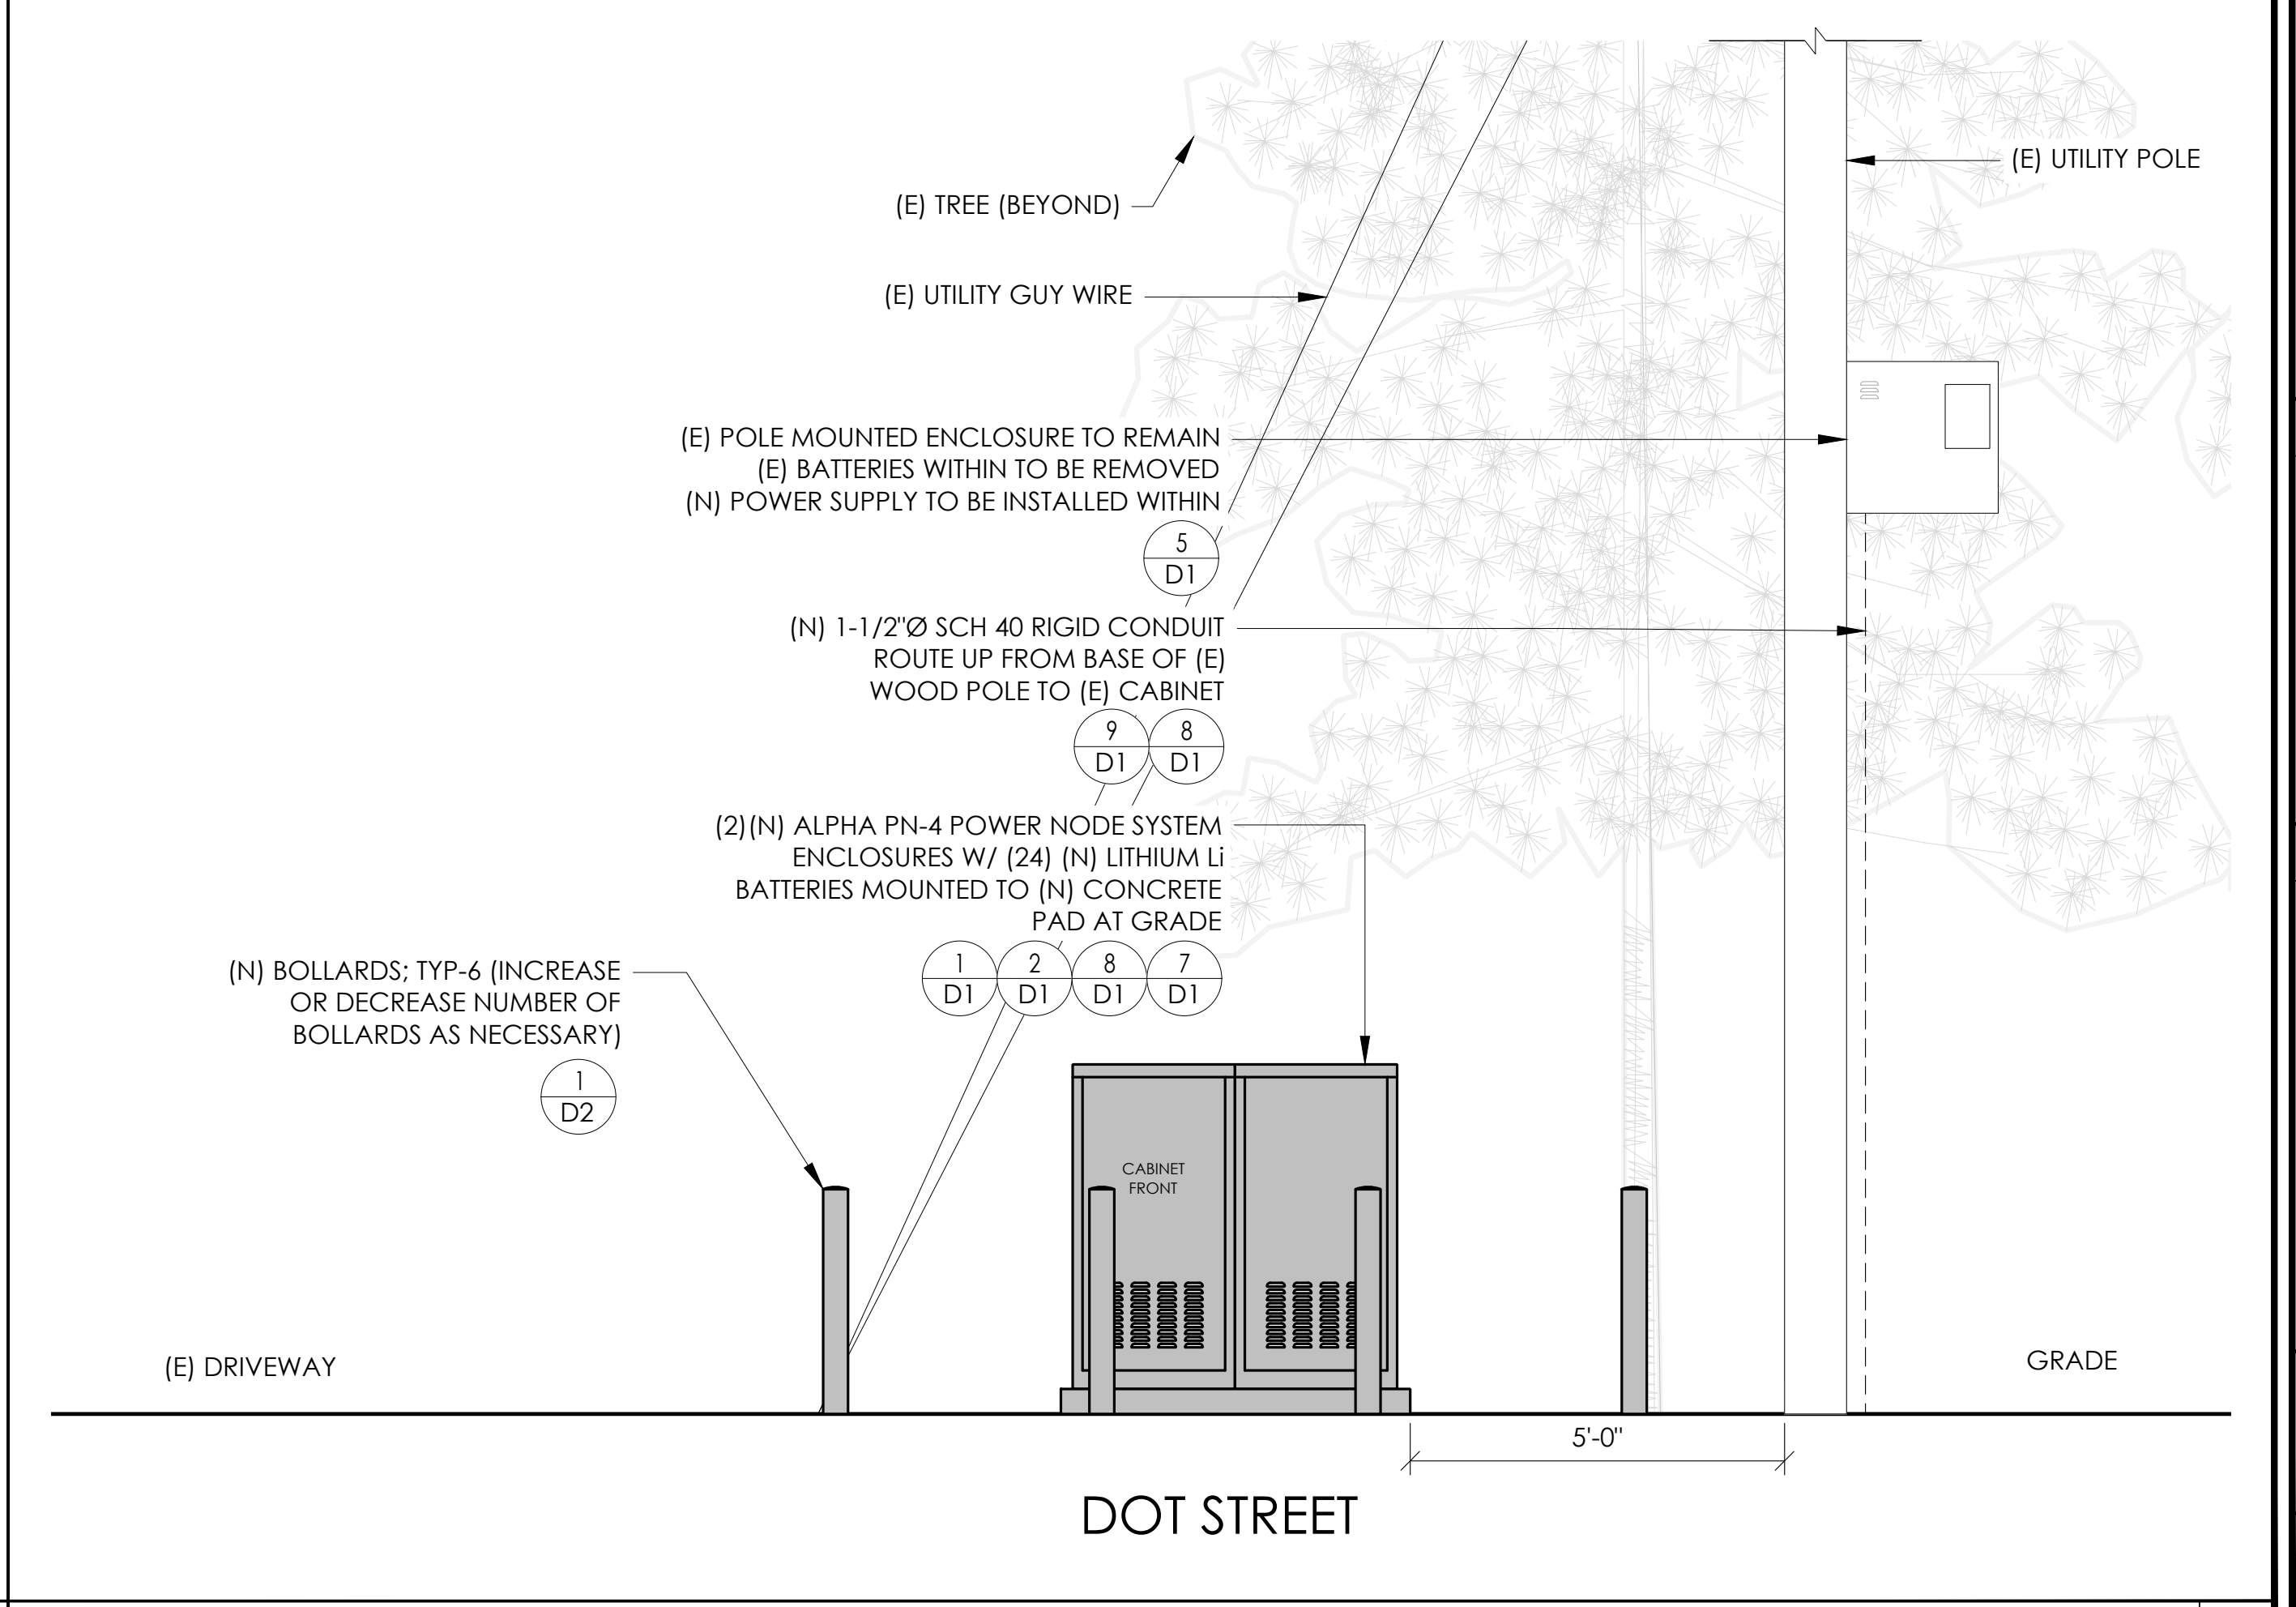 (E) UTILITY POLE
(E) TREE (BEYOND)
(E) UTILITY GUY WIRE
(E) POLE MOUNTED ENCLOSURE TO REMAIN
(E) BATTERIES WITHIN TO BE REMOVED
(N) POWER SUPPLY TO BE INSTALLED WITHIN
5
D1
(N) 1-1/2"Ø SCH 40 RIGID CONDUIT
ROUTE UP FROM BASE OF (E)
WOOD POLE TO (E) CABINET
9 8
D1 D1
(2)(N) ALPHA PN-4 POWER NODE SYSTEM
ENCLOSURES W/ (24) (N) LITHIUM Li
BATTERIES MOUNTED TO (N) CONCRETE
PAD AT GRADE
1 2 8 7
D1 D1 D1 D1
(N) BOLLARDS; TYP-6 (INCREASE
OR DECREASE NUMBER OF
BOLLARDS AS NECESSARY)
1
D2
CABINET
FRONT
(E) DRIVEWAY
GRADE
5'-0"
DOT STREET